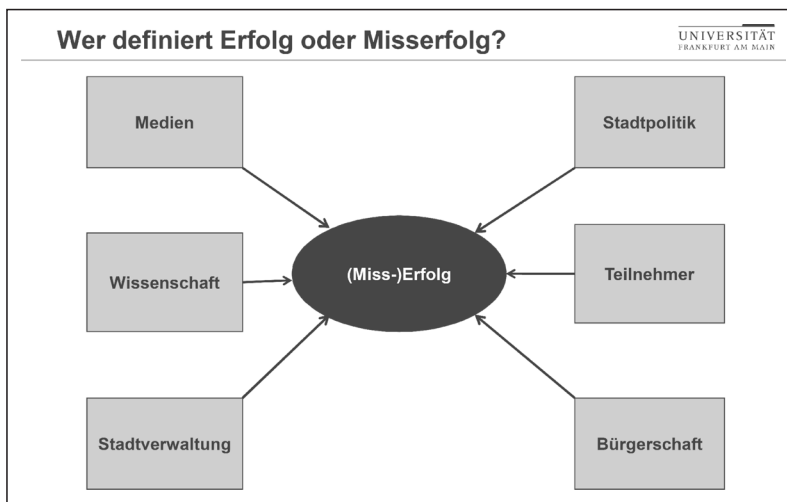 Wer definiert Erfolg oder Misserfolg?
UNIVERSITÄT
FRANKFURT AM MAIN
Medien
Stadtpolitik
Wissenschaft
(Miss-)Erfolg
Teilnehmer
Stadtverwaltung
Bürgerschaft